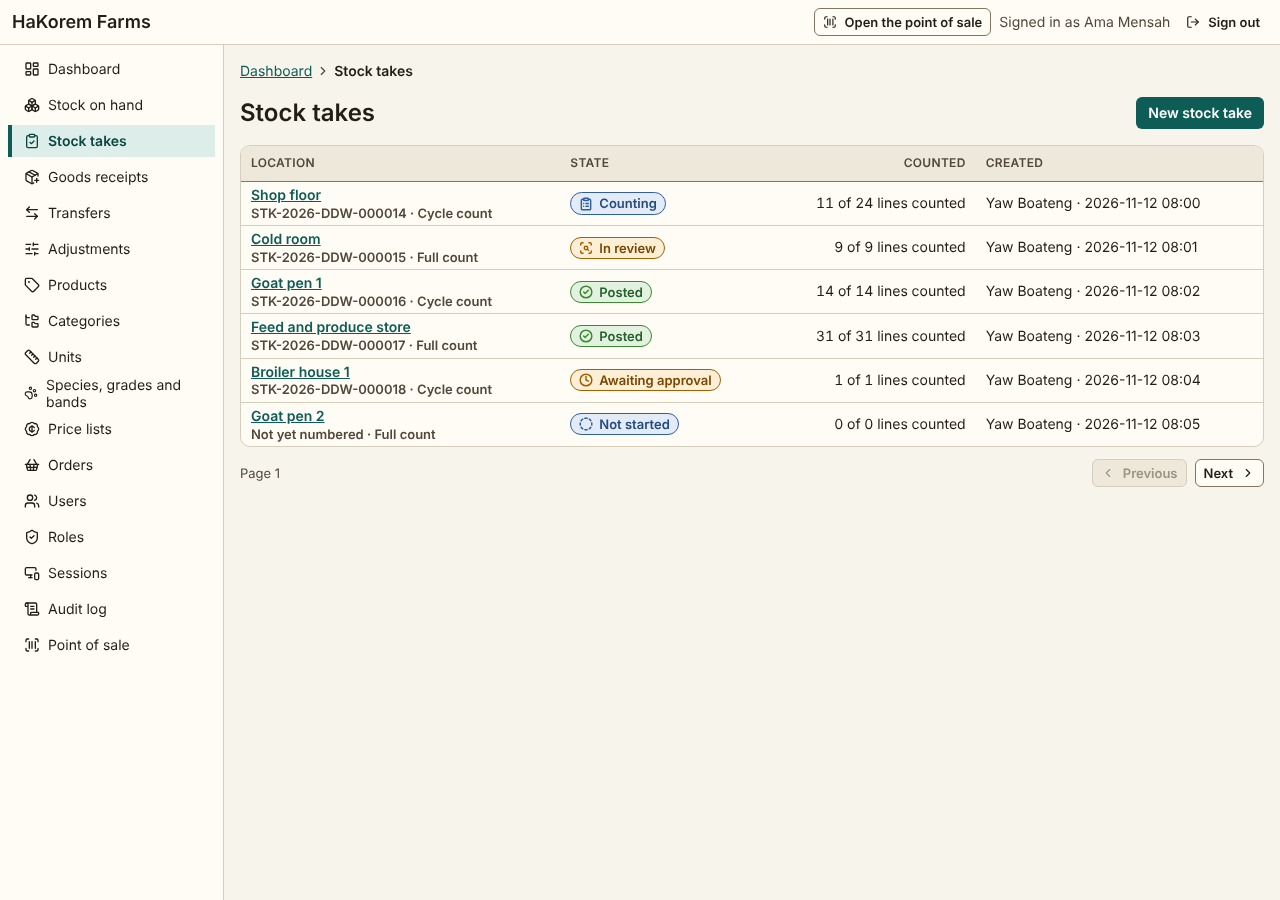 HaKorem Farms
Open the point of sale
Signed in as Ama Mensah
Sign out
Dashboard
Stock on hand
Stock takes
Goods receipts
Transfers
Adjustments
Products
Categories
Units
Species, grades and
bands
Price lists
Orders
Users
Roles
Sessions
Audit log
Point of sale
Dashboard > Stock takes
Stock takes
New stock take
LOCATION STATE COUNTED CREATED
Shop floor
STK-2026-DDW-000014 · Cycle count
Counting
11 of 24 lines counted
Yaw Boateng · 2026-11-12 08:00
Cold room
STK-2026-DDW-000015 · Full count
In review
9 of 9 lines counted
Yaw Boateng · 2026-11-12 08:01
Goat pen 1
STK-2026-DDW-000016 · Cycle count
Posted
14 of 14 lines counted
Yaw Boateng · 2026-11-12 08:02
Feed and produce store
STK-2026-DDW-000017 · Full count
Posted
31 of 31 lines counted
Yaw Boateng · 2026-11-12 08:03
Broiler house 1
STK-2026-DDW-000018 · Cycle count
Awaiting approval
1 of 1 lines counted
Yaw Boateng · 2026-11-12 08:04
Goat pen 2
Not yet numbered · Full count
Not started
0 of 0 lines counted
Yaw Boateng · 2026-11-12 08:05
Page 1
Previous
Next